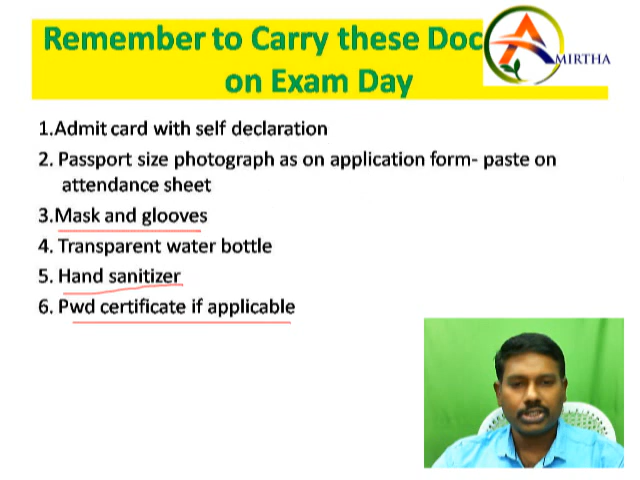 Remember to Carry these Doc
on Exam Day
MIRTHA
1.Admit card with self declaration
2. Passport size photograph as on application form- paste on
attendance sheet
3.Mask and glooves
4. Transparent water bottle
5. Hand sanitizer
6. Pwd certificate if applicable